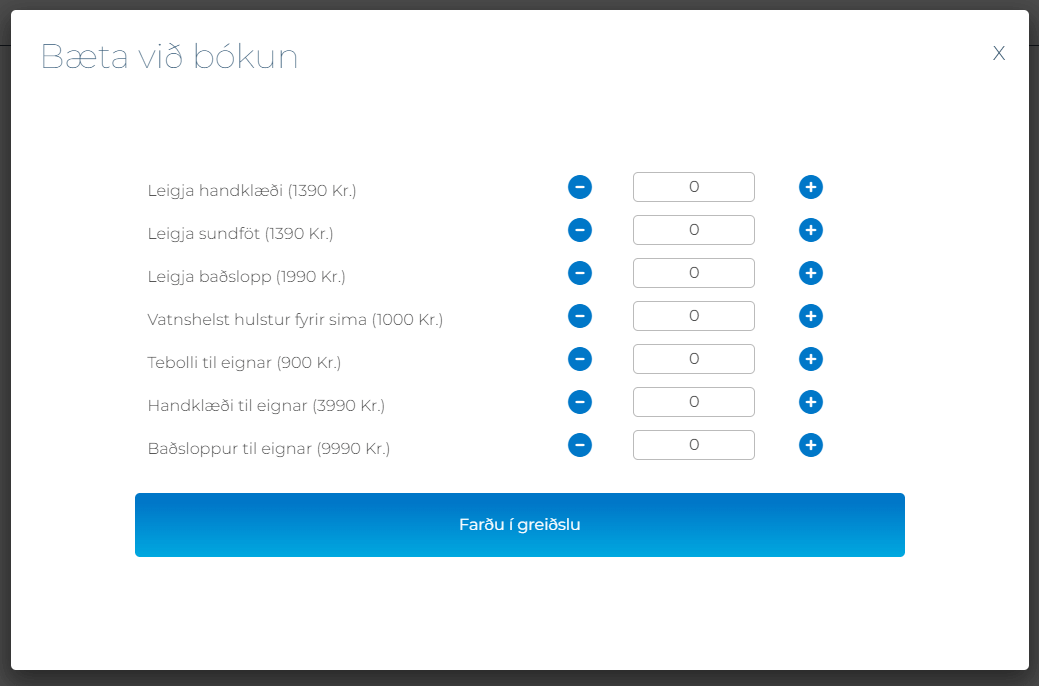 Bæta við bókun
X
Leigja handklæði (1390 Kr.) 0
Leigja sundföt (1390 Kr.) 0
Leigja baðslopp (1990 Kr.) 0
Vatnshelst hulstur fyrir sima (1000 Kr.) 0
Tebolli til eignar (900 Kr.) 0
Handklæði til eignar (3990 Kr.) 0
Baðsloppur til eignar (9990 Kr.) 0
Farðu í greiðslu